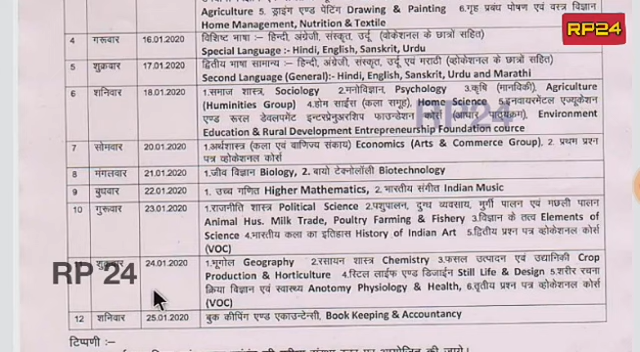 Agriculture 5. ड्राइंग एण्ड पेंटिंग Drawing & Painting 6.गृह प्रबंध पोषण एवं वस्त्र विज्ञान
Home Management, Nutrition & Textile
RP24
4 गरूवार 16.01.2020 विशिष्ट भाषा :- हिन्दी, अंग्रेजी, संस्कृत, उर्दू (वोकेशनल के छात्रों सहित)
Special Language :- Hindi, English, Sanskrit, Urdu
5 शुक्रवार 17.01.2020 द्वितीय भाषा सामान्य :- हिन्दी, अंग्रेजी, संस्कृत, उर्दू एवं मराठी (व्होकेशनल के छात्रों सहित)
Second Language (General):- Hindi, English, Sanskrit, Urdu and Marathi
6 शनिवार 18.01.2020 1.समाज शास्त्र, Sociology 2.मनोविज्ञान, Psychology 3.कृषि (मानविकी), Agriculture
(Huminities Group) 4.होम साईंस (कला समूह), Home Science 5.इनवायरमेंटल एज्यूकेशन
एण्ड रूरल डेवलपमेंट इन्टरप्रेनुअरशिप फाउन्डेशन कोर्स (आधार पाठ्यक्रम), Environment
Education & Rural Development Entrepreneurship Foundation cource
RP24
7 सोमवार 20.01.2020 1.अर्थशास्त्र (कला एवं वाणिज्य संकाय) Economics (Arts & Commerce Group), 2. प्रथम प्रश्न
पत्र व्होकेशनल कोर्स
8 मंगलवार 21.01.2020 1.जीव विज्ञान Biology, 2. बायो टेक्नोलॉजी Biotechnology
9 बुधवार 22.01.2020 1. उच्च गणित Higher Mathematics, 2. भारतीय संगीत Indian Music
10 गुरूवार 23.01.2020 1.राजनीति शास्त्र Political Science 2.पशुपालन, दुग्ध व्यवसाय, मुर्गी पालन एवं मछली पालन
Animal Hus. Milk Trade, Poultry Farming & Fishery 3.विज्ञान के तत्व Elements of
Science 4.भारतीय कला का इतिहास History of Indian Art 5.द्वितीय प्रश्न पत्र व्होकेशनल कोर्स
(VOC)
शुक्रवार 24.01.2020 1.भूगोल Geography 2.रसायन शास्त्र Chemistry 3.फसल उत्पादन एवं उद्यानिकी Crop
Production & Horticulture 4.स्टिल लाईफ एण्ड डिजाईन Still Life & Design 5.शरीर रचना
क्रिया विज्ञान एवं स्वास्थ्य Anotomy Physiology & Health, 6.तृतीय प्रश्न पत्र व्होकेशनल कोर्स
(VOC)
RP 24
12 शनिवार 25.01.2020 बुक कीपिंग एण्ड एकाउन्टेन्सी, Book Keeping & Accountancy
टिप्पणी :-